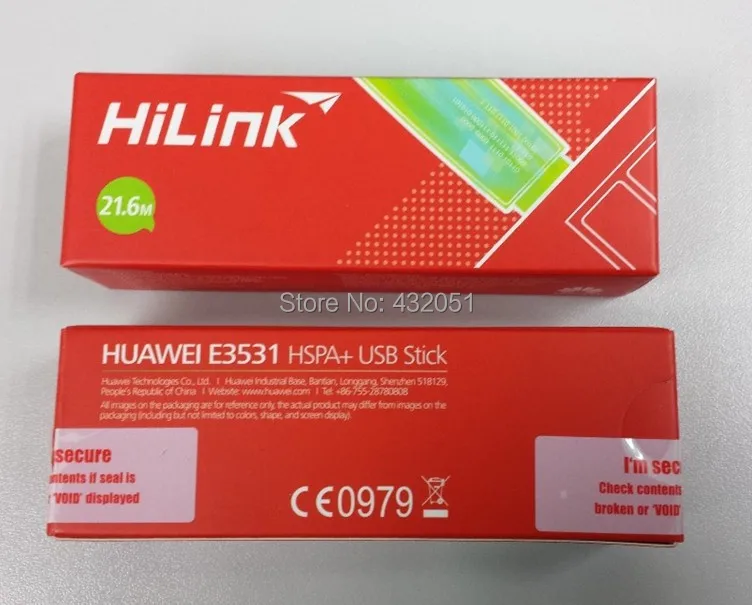 HiLink
21.6M
Store No: 432051
HUAWEI E3531 HSPA+ USB Stick
Huawei Technologies Co., Ltd. | Huawei Industrial Base, Bantian, Longgang, Shenzhen 518129,
People's Republic of China | Website: www.huawei.com | Tel: +86-755-28780808
All images on the packaging are for reference only, the actual product may differ from images on the
packaging (including but not limited to colors, shape, and screen display).
secure
ntents if seal is
'VOID' displayed
CE0979
I'm sec
Check contents
broken or 'VOID'